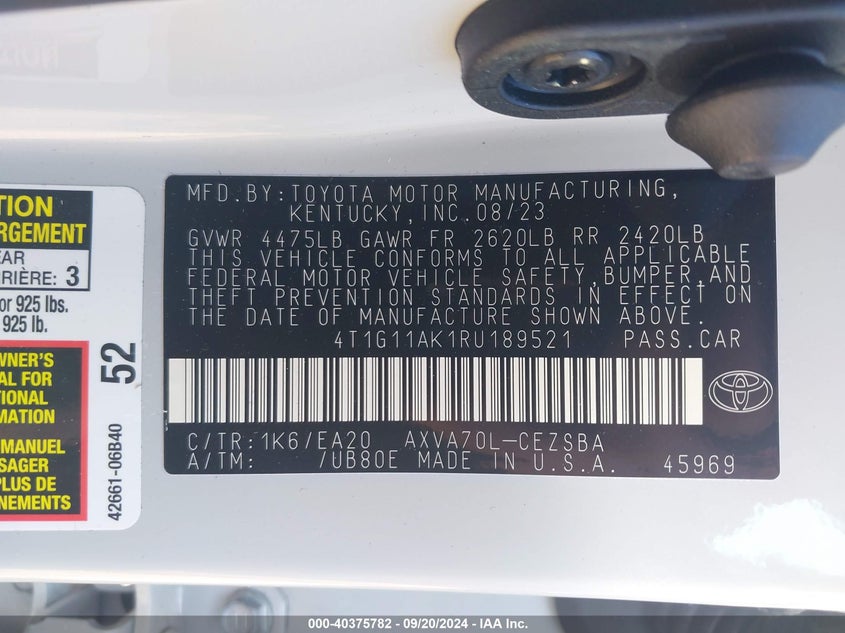 MFD.BY:TOYOTA MOTOR MANUFACTURING,
KENTUCKY, INC.08/23
GVWR 4475LB GAWR FR 2620LB RR 2420LB
THIS VEHICLE CONFORMS TO ALL APPLICABLE
FEDERAL MOTOR VEHICLE SAFETY,BUMPER,AND
THEFT PREVENTION STANDARDS IN EFFECT ON
THE DATE OF MANUFACTURE SHOWN ABOVE.
4T1G11AK1RU189521 PASS.CAR
C/TR:1K6/EA20 AXVA70L-CEZSBA
A/TM: /UB80E MADE IN U.S.A. 45969
TION
RGEMENT
EAR
RIÈRE: 3
or 925 lbs.
925 lb.
WNER'S
AL FOR
TIONAL
RMATION
MANUEL
SAGER
PLUS DE
GNEMENTS
52
42661-06B40
000-40375782 - 09/20/2024 - IAA Inc.